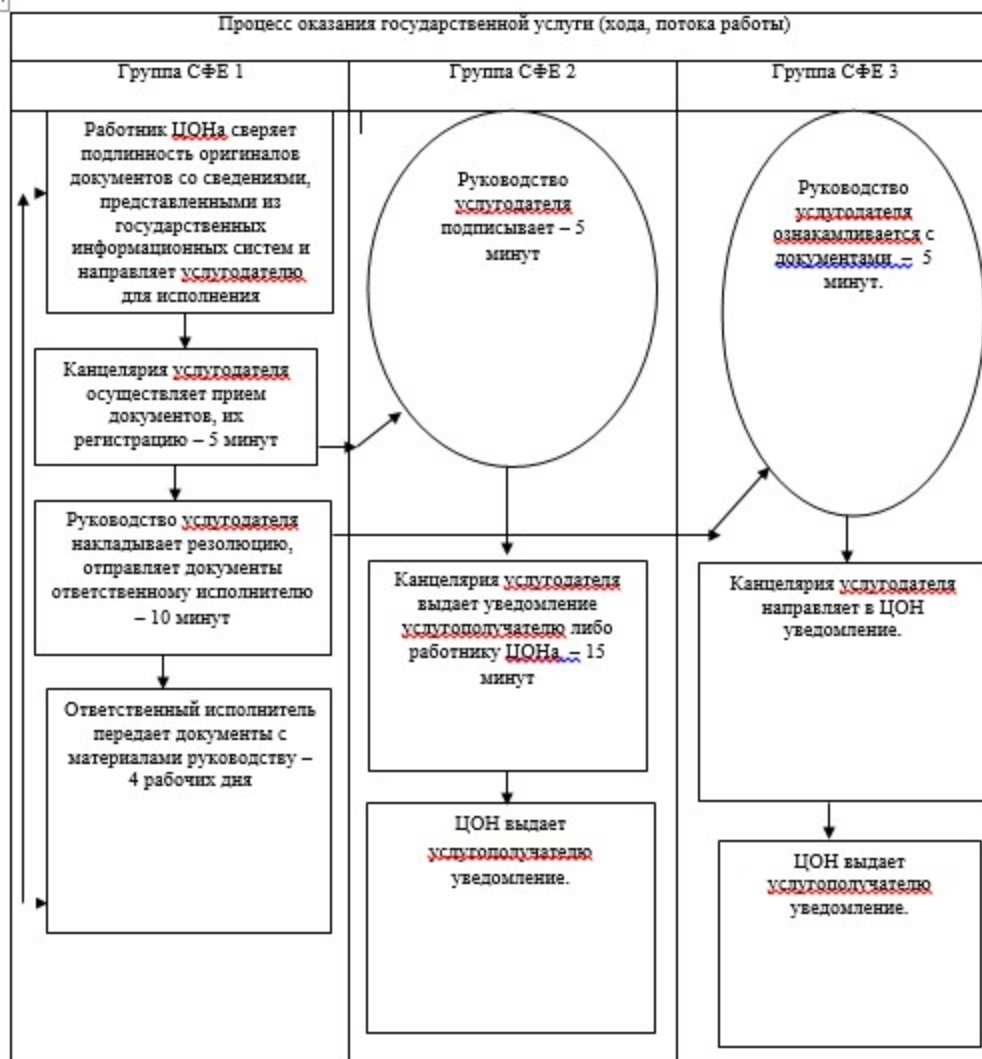 Процесс оказания государственной услуги (хода, потока работы)
Группа СФЕ 1
Группа СФЕ 2
Группа СФЕ 3
Работник ЦОНа сверяет
подлинность оригиналов
документов со сведениями,
представленными из
государственных
информационных систем и
направляет услугодателю
для исполнения
Канцелярия услугодателя
осуществляет прием
документов, их
регистрацию – 5 минут
Руководство услугодателя
накладывает резолюцию,
отправляет документы
ответственному исполнителю
– 10 минут
Ответственный исполнитель
передает документы с
материалами руководству –
4 рабочих дня
Руководство
услугодателя
подписывает – 5
минут
Канцелярия услугодателя
выдает уведомление
услугополучателю либо
работнику ЦОНа – 15
минут
ЦОН выдает
услугополучателю
уведомление.
Руководство
услугодателя
ознакамливается с
документами – 5
минут.
Канцелярия услугодателя
направляет в ЦОН
уведомление.
ЦОН выдает
услугополучателю
уведомление.